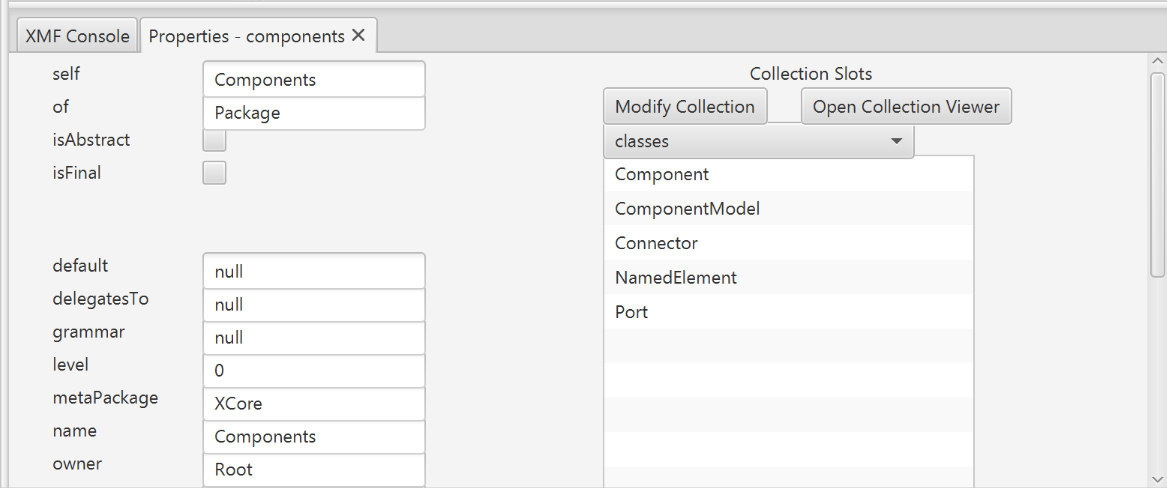 XMF Console
Properties - components
self
Components
of
Package
isAbstract
isFinal
default
null
delegatesTo
null
grammar
null
level
0
metaPackage
XCore
name
Components
owner
Root
Collection Slots
Modify Collection
Open Collection Viewer
classes
Component
ComponentModel
Connector
NamedElement
Port